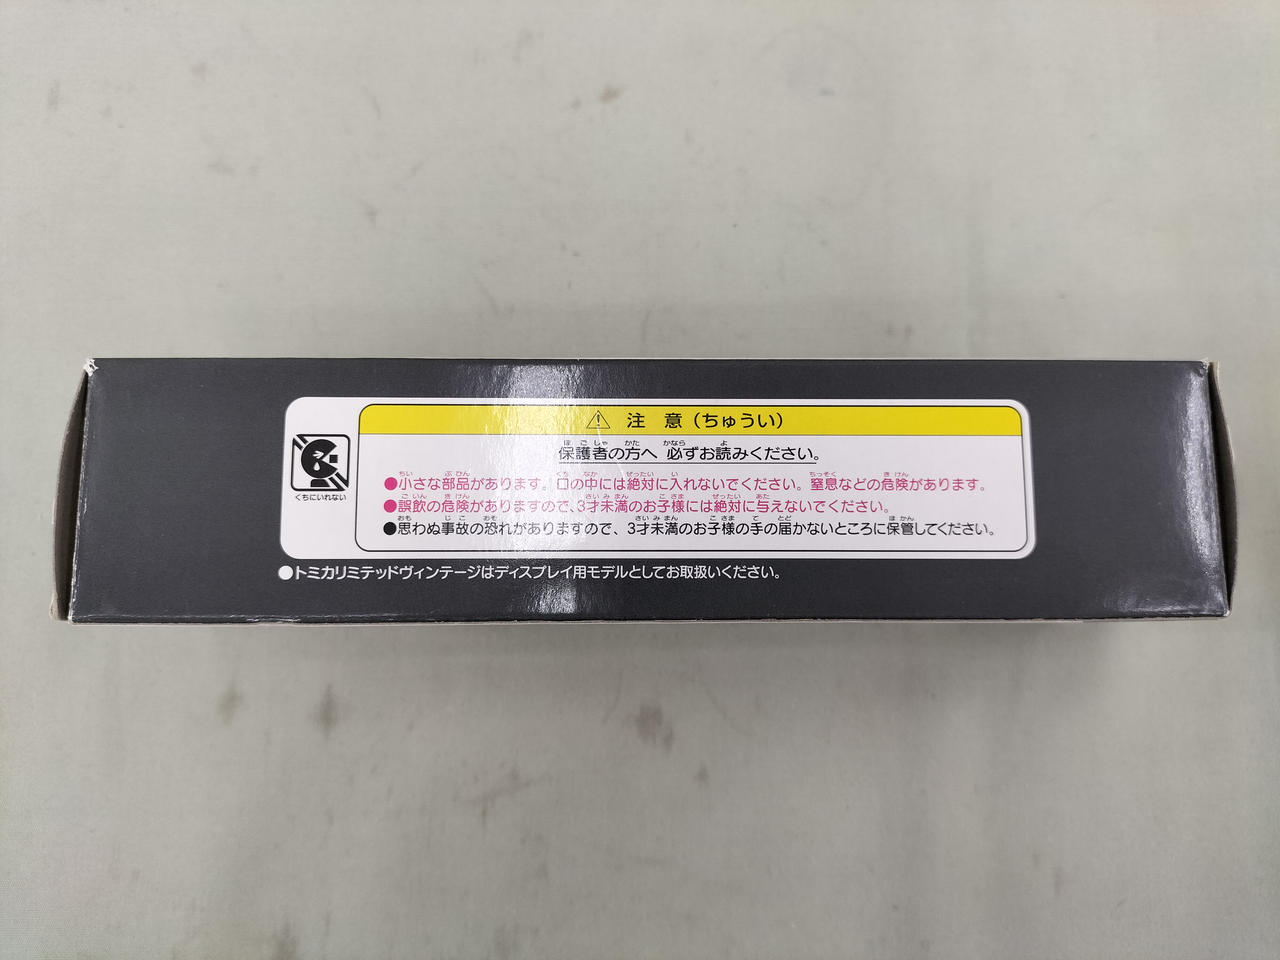 ⚠ 注 意（ちゅうい）
保護者の方へ 必ずお読みください。
●小さな部品があります。口の中には絶対に入れないでください。窒息などの危険があります。
●誤飲の危険がありますので、3才未満のお子様には絶対に与えないでください。
●思わぬ事故の恐れがありますので、3才未満のお子様の手の届かないところに保管してください。
くちにいれない
●トミカリミテッドヴィンテージはディスプレイ用モデルとしてお取扱いください。